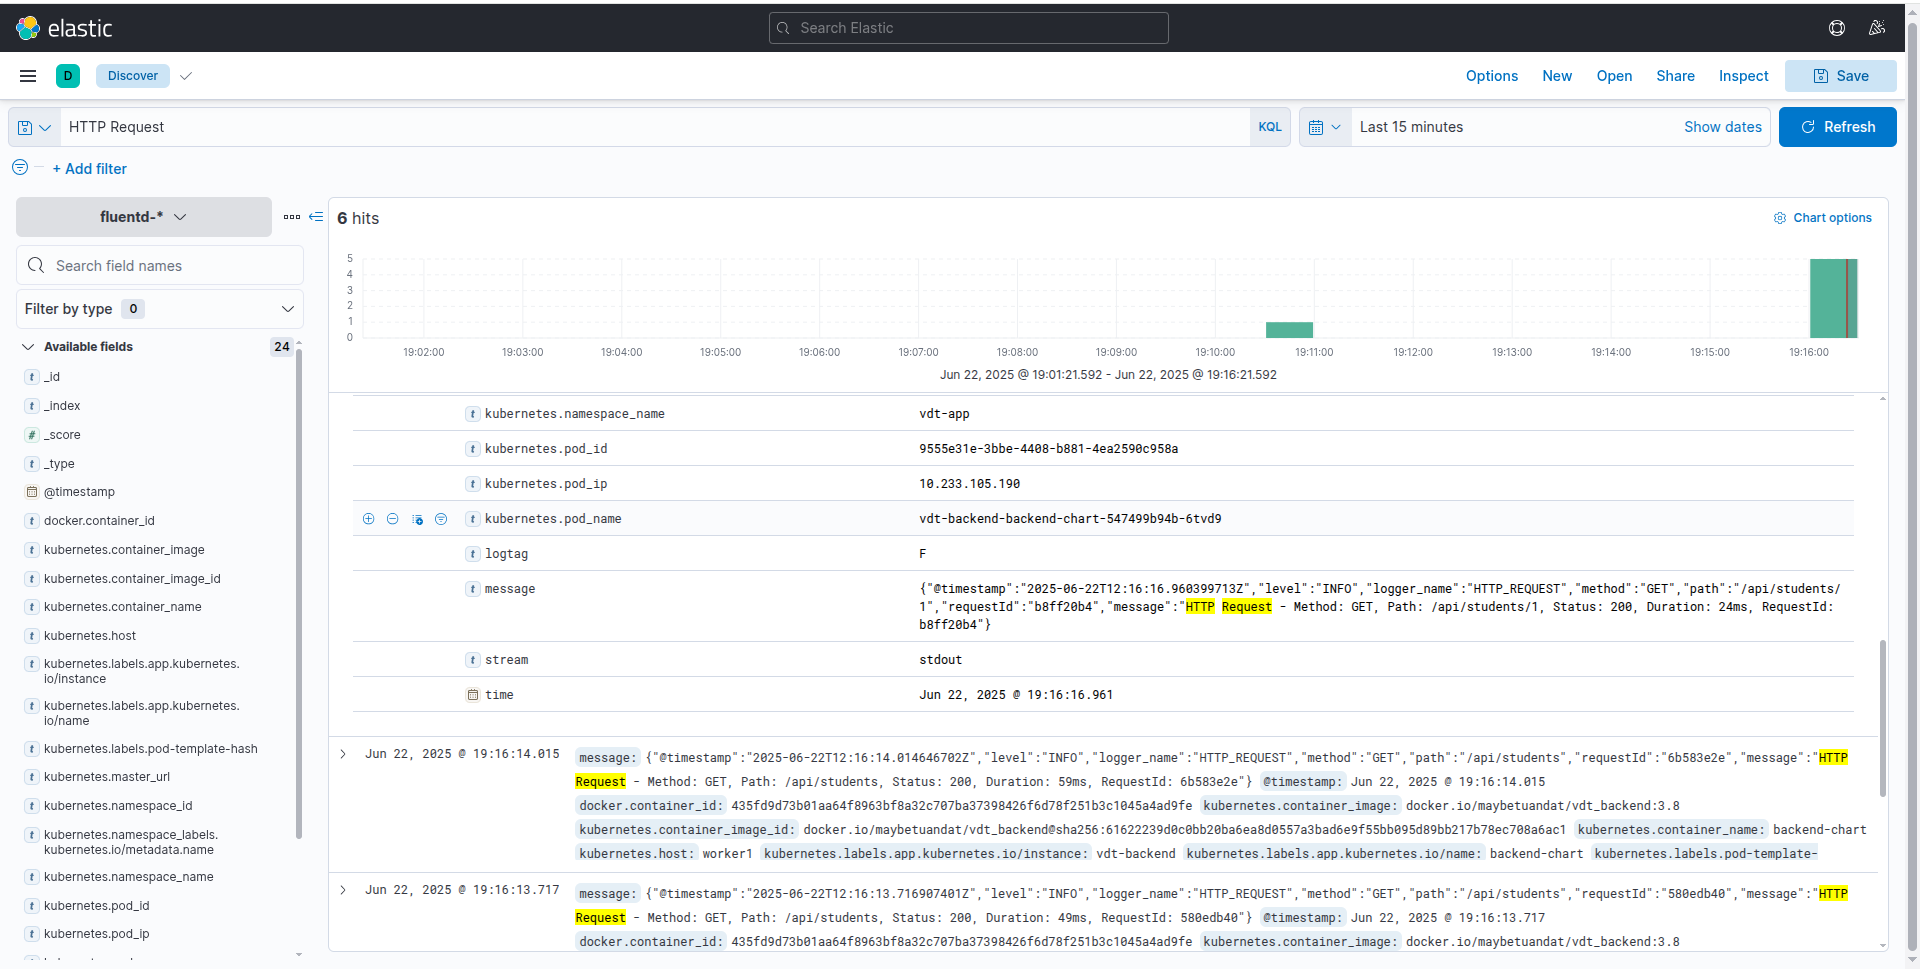 elastic
Search Elastic
D
Discover
Options
New
Open
Share
Inspect
Save
HTTP Request
KQL
Last 15 minutes
Show dates
Refresh
+ Add filter
fluentd-*
Search field names
Filter by type 0
Available fields 24
t _id
t _index
# _score
t _type
@timestamp
t docker.container_id
t kubernetes.container_image
t kubernetes.container_image_id
t kubernetes.container_name
t kubernetes.host
t kubernetes.labels.app.kubernetes.
io/instance
t kubernetes.labels.app.kubernetes.
io/name
t kubernetes.labels.pod-template-hash
t kubernetes.master_url
t kubernetes.namespace_id
t kubernetes.namespace_labels.
kubernetes.io/metadata.name
t kubernetes.namespace_name
t kubernetes.pod_id
t kubernetes.pod_ip
6 hits
Chart options
5
4
3
2
1
0
19:02:00 19:03:00 19:04:00 19:05:00 19:06:00 19:07:00 19:08:00 19:09:00 19:10:00 19:11:00 19:12:00 19:13:00 19:14:00 19:15:00 19:16:00
Jun 22, 2025 @ 19:01:21.592 - Jun 22, 2025 @ 19:16:21.592
t kubernetes.namespace_name vdt-app
t kubernetes.pod_id 9555e31e-3bbe-4408-b881-4ea2590c958a
t kubernetes.pod_ip 10.233.105.190
t kubernetes.pod_name vdt-backend-backend-chart-547499b94b-6tvd9
t logtag F
t message {"@timestamp":"2025-06-22T12:16:16.960399713Z","level":"INFO","logger_name":"HTTP_REQUEST","method":"GET","path":"/api/students/
1","requestId":"b8ff20b4","message":"HTTP Request - Method: GET, Path: /api/students/1, Status: 200, Duration: 24ms, RequestId:
b8ff20b4"}
t stream stdout
time Jun 22, 2025 @ 19:16:16.961
Jun 22, 2025 @ 19:16:14.015 message: {"@timestamp":"2025-06-22T12:16:14.014646702Z","level":"INFO","logger_name":"HTTP_REQUEST","method":"GET","path":"/api/students","requestId":"6b583e2e","message":"HTTP
Request - Method: GET, Path: /api/students, Status: 200, Duration: 59ms, RequestId: 6b583e2e"} @timestamp: Jun 22, 2025 @ 19:16:14.015
docker.container_id: 435fd9d73b01aa64f8963bf8a32c707ba37398426f6d78f251b3c1045a4ad9fe kubernetes.container_image: docker.io/maybetuandat/vdt_backend:3.8
kubernetes.container_image_id: docker.io/maybetuandat/vdt_backend@sha256:61622239d0c0bb20ba6ea8d0557a3bad6e9f55bb095d89bb217b78ec708a6ac1 kubernetes.container_name: backend-chart
kubernetes.host: worker1 kubernetes.labels.app.kubernetes.io/instance: vdt-backend kubernetes.labels.app.kubernetes.io/name: backend-chart kubernetes.labels.pod-template-
Jun 22, 2025 @ 19:16:13.717 message: {"@timestamp":"2025-06-22T12:16:13.716907401Z","level":"INFO","logger_name":"HTTP_REQUEST","method":"GET","path":"/api/students","requestId":"580edb40","message":"HTTP
Request - Method: GET, Path: /api/students, Status: 200, Duration: 49ms, RequestId: 580edb40"} @timestamp: Jun 22, 2025 @ 19:16:13.717
docker.container_id: 435fd9d73b01aa64f8963bf8a32c707ba37398426f6d78f251b3c1045a4ad9fe kubernetes.container_image: docker.io/maybetuandat/vdt_backend:3.8